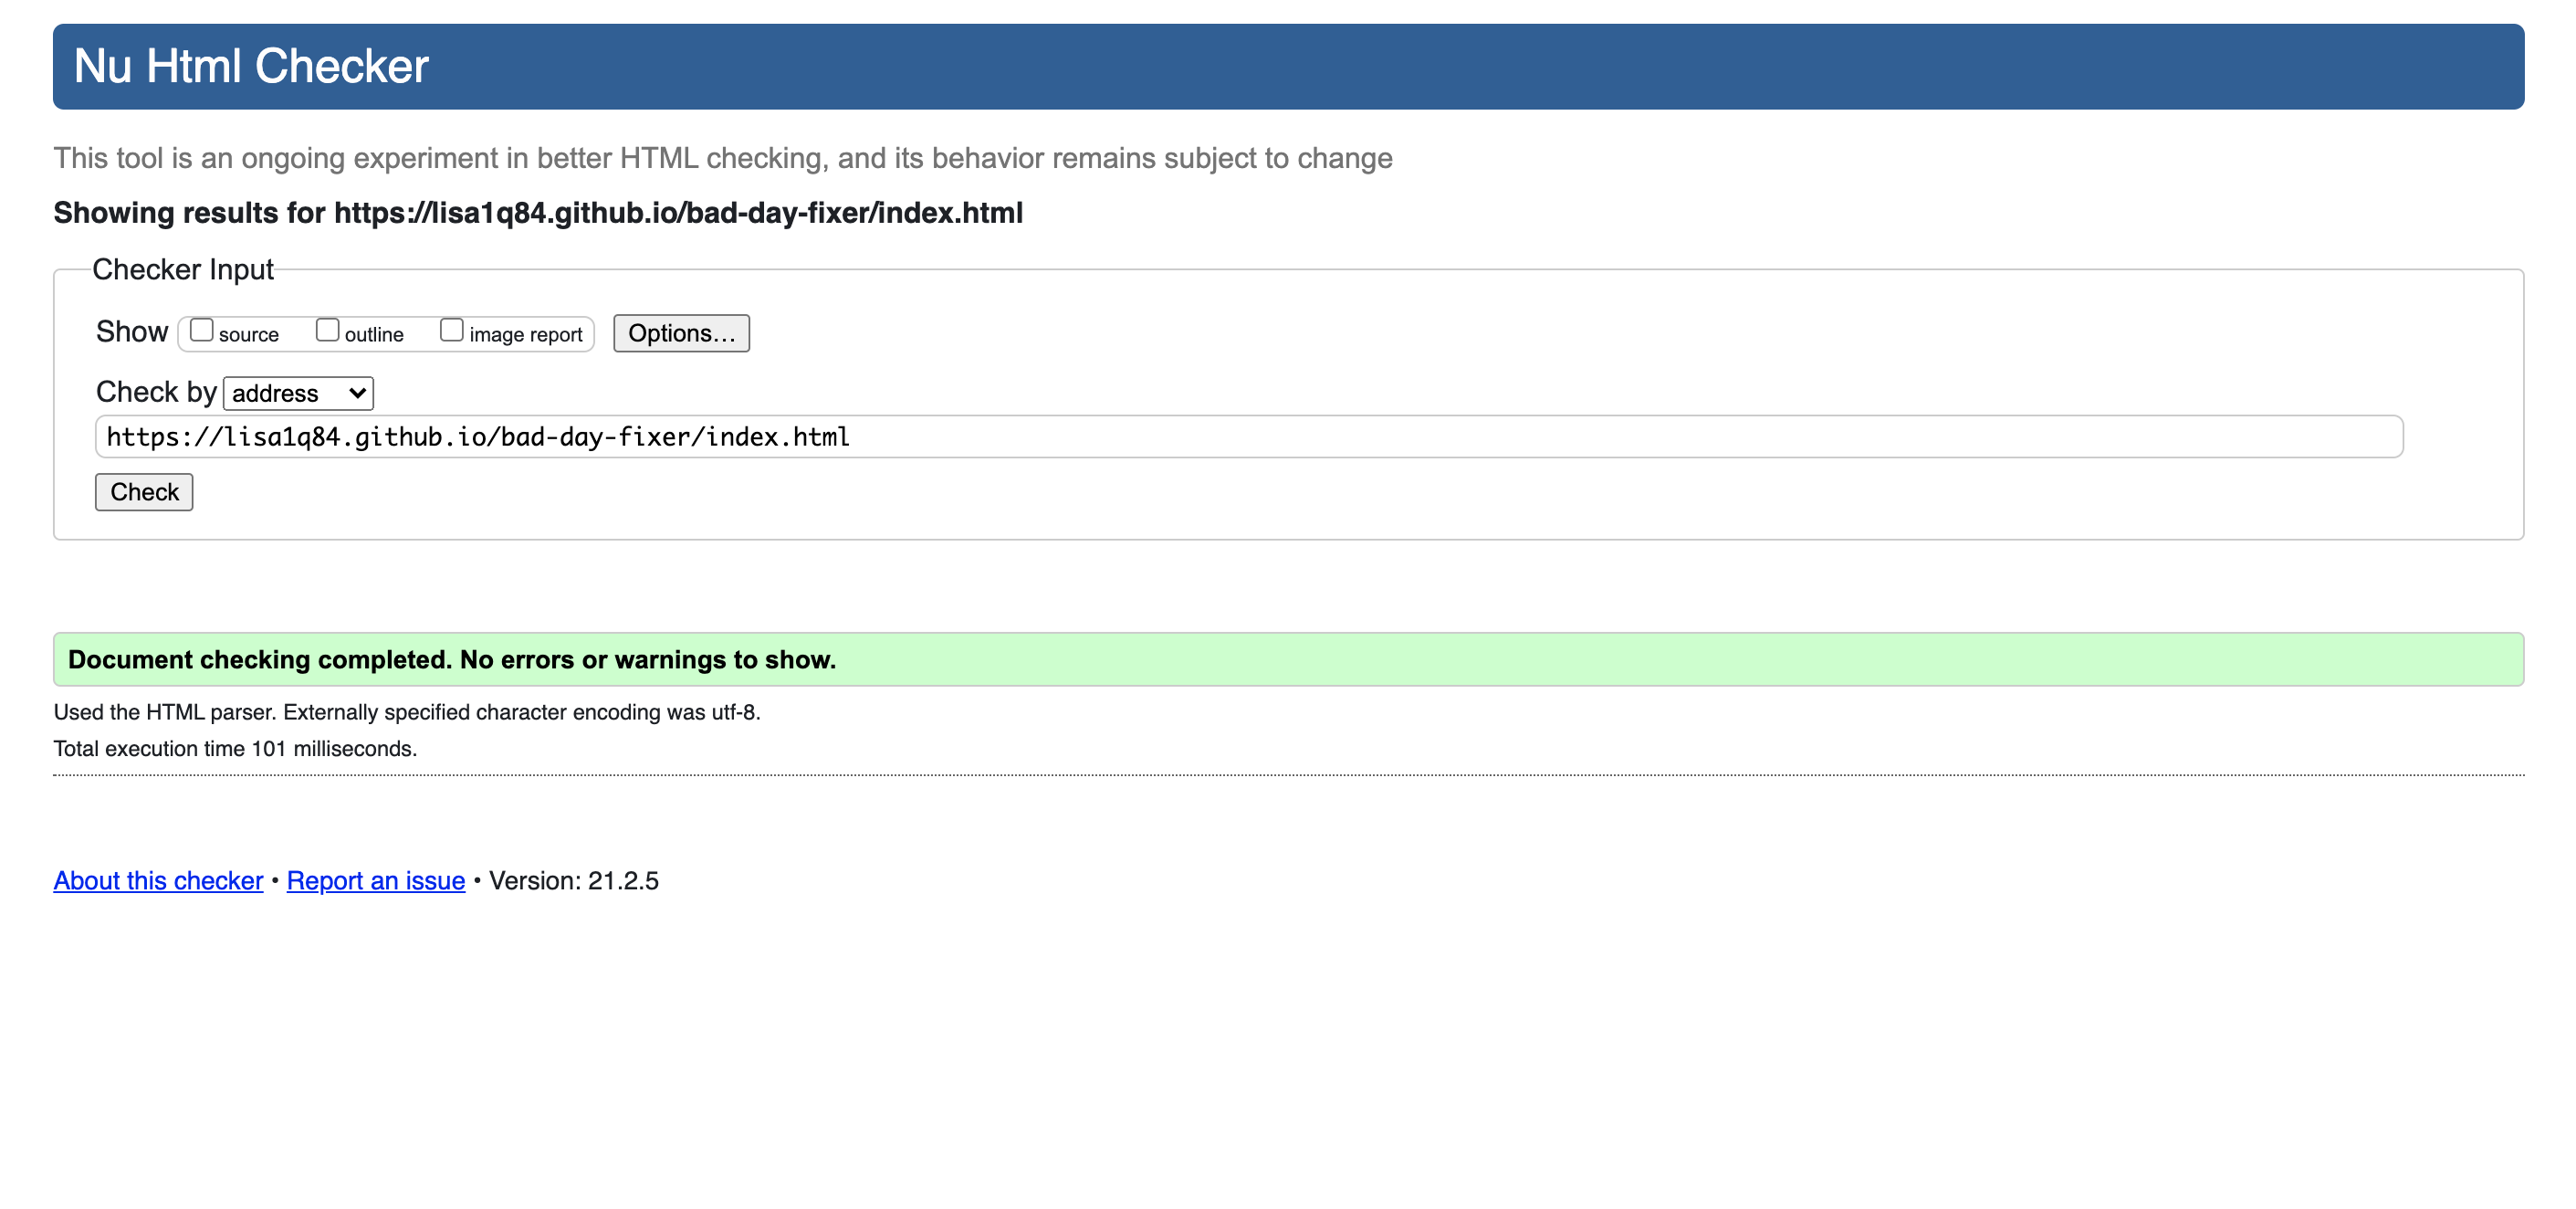 Nu Html Checker
This tool is an ongoing experiment in better HTML checking, and its behavior remains subject to change
Showing results for https://lisa1q84.github.io/bad-day-fixer/index.html
Checker Input
Show source outline image report Options...
Check by address
https://lisa1q84.github.io/bad-day-fixer/index.html
Check
Document checking completed. No errors or warnings to show.
Used the HTML parser. Externally specified character encoding was utf-8.
Total execution time 101 milliseconds.
About this checker • Report an issue • Version: 21.2.5